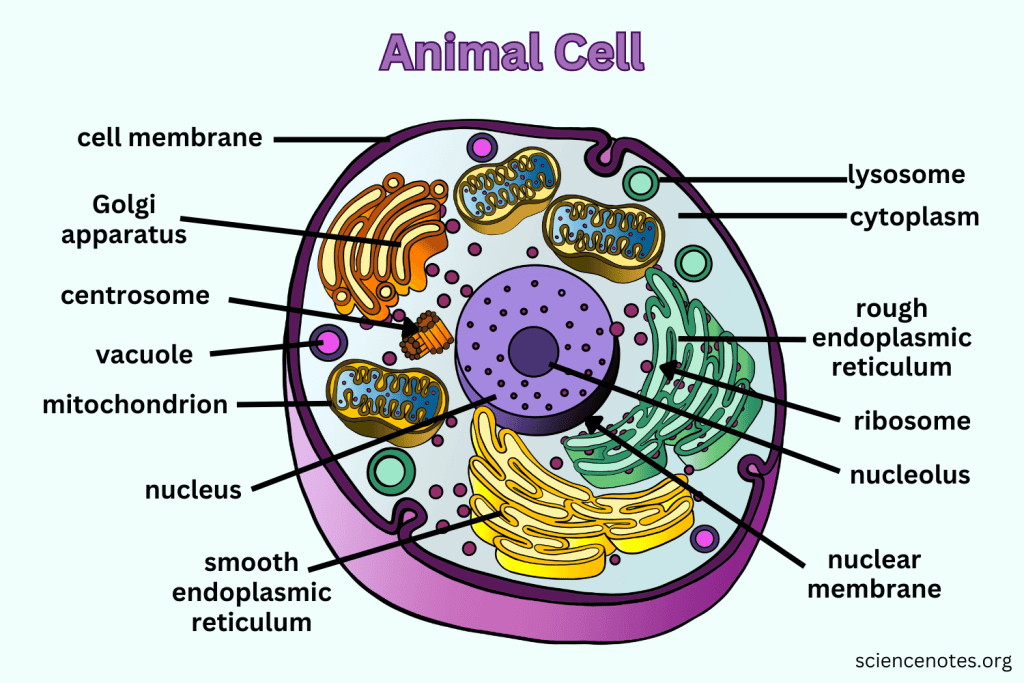 Animal Cell
cell membrane
Golgi
apparatus
centrosome
vacuole
mitochondrion
nucleus
smooth
endoplasmic
reticulum
lysosome
cytoplasm
rough
endoplasmic
reticulum
ribosome
nucleolus
nuclear
membrane
sciencenotes.org